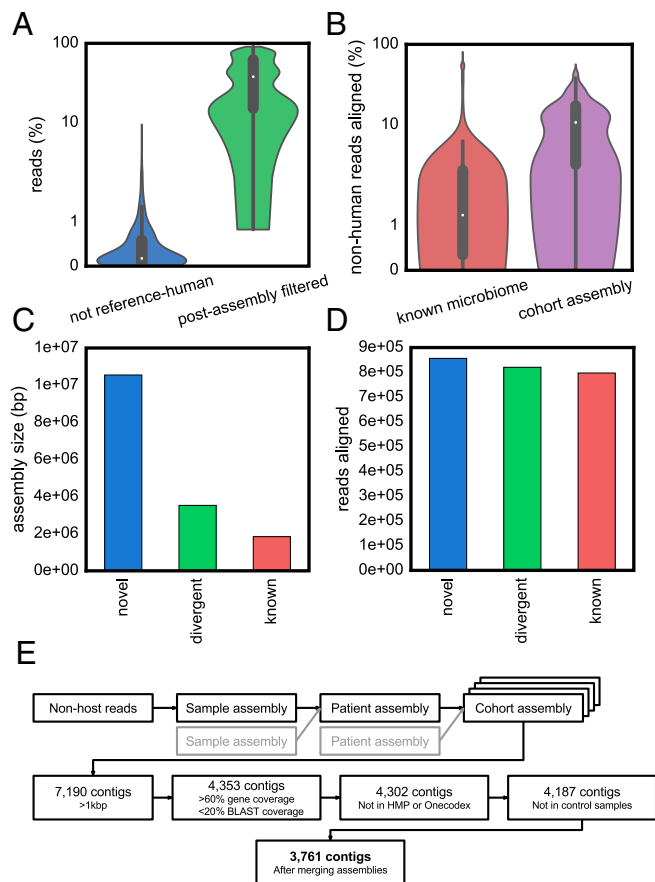 A
100
10
1
0
reads (%)
not reference-human
post-assembly filtered
B
100
10
1
0
non-human reads aligned (%)
known microbiome
cohort assembly
C
1e+07
1e+07
8e+06
6e+06
4e+06
2e+06
0e+00
assembly size (bp)
novel
divergent
known
D
9e+05
8e+05
7e+05
6e+05
5e+05
4e+05
3e+05
2e+05
1e+05
0e+00
reads aligned
novel
divergent
known
E
Non-host reads
Sample assembly
Patient assembly
Cohort assembly
Sample assembly
Patient assembly
7,190 contigs
>1kbp
4,353 contigs
>60% gene coverage
<20% BLAST coverage
4,302 contigs
Not in HMP or Onecodex
4,187 contigs
Not in control samples
3,761 contigs
After merging assemblies